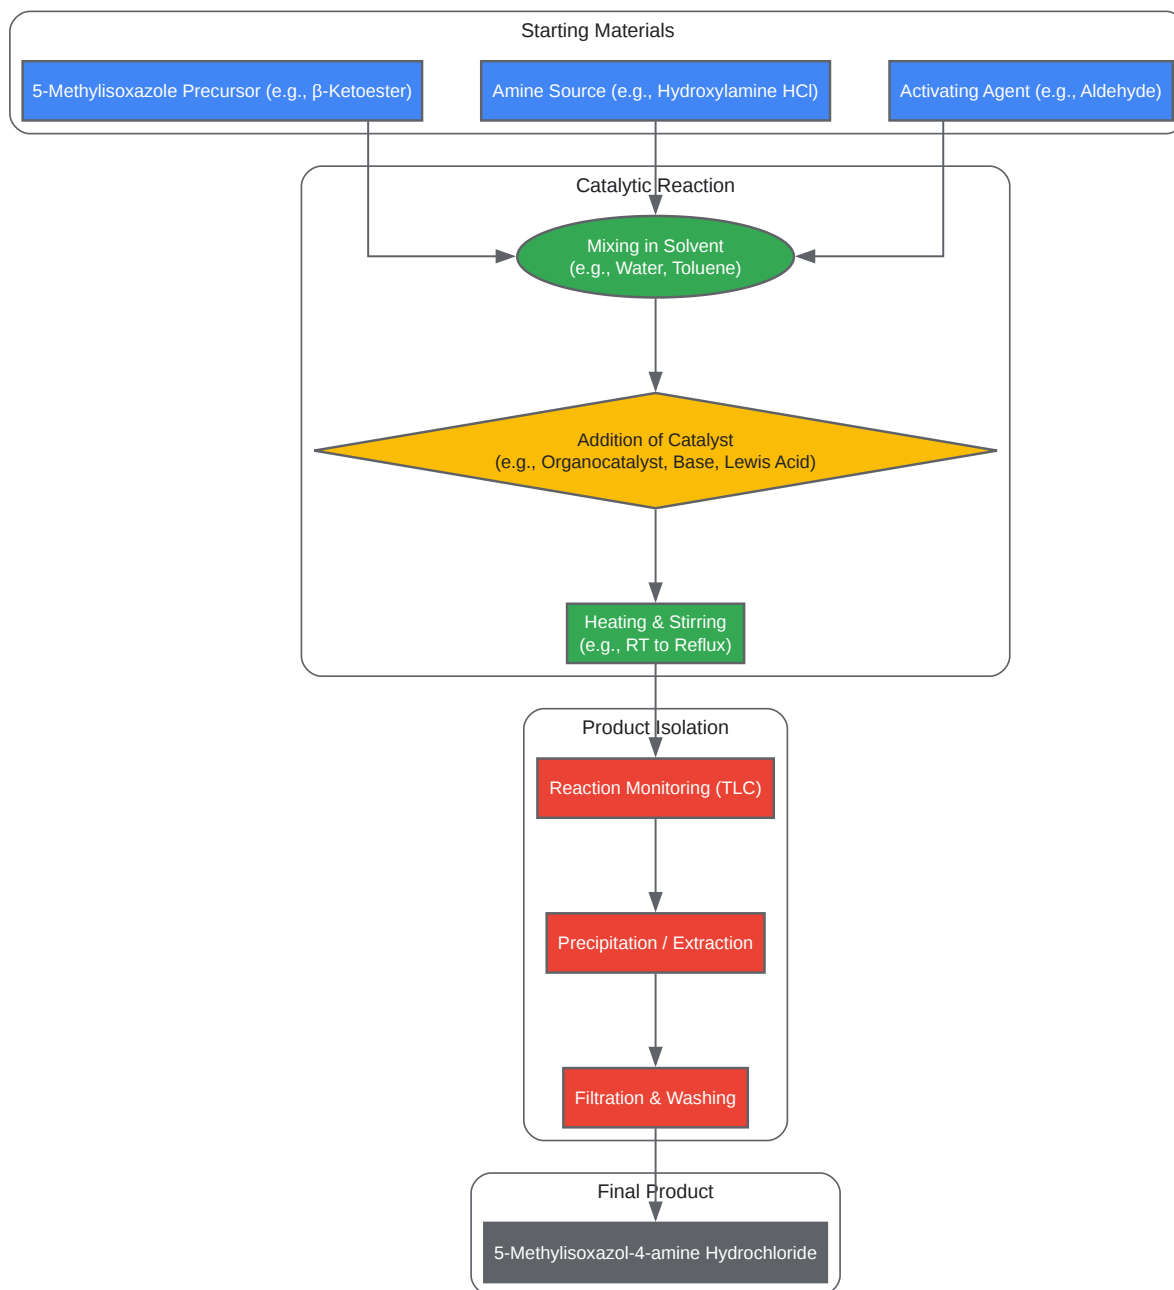 Starting Materials
5-Methylisoxazole Precursor (e.g., β-Ketoester)
Amine Source (e.g., Hydroxylamine HCl)
Activating Agent (e.g., Aldehyde)
Catalytic Reaction
Mixing in Solvent
(e.g., Water, Toluene)
Addition of Catalyst
(e.g., Organocatalyst, Base, Lewis Acid)
Heating & Stirring
(e.g., RT to Reflux)
Product Isolation
Reaction Monitoring (TLC)
Precipitation / Extraction
Filtration & Washing
Final Product
5-Methylisoxazol-4-amine Hydrochloride